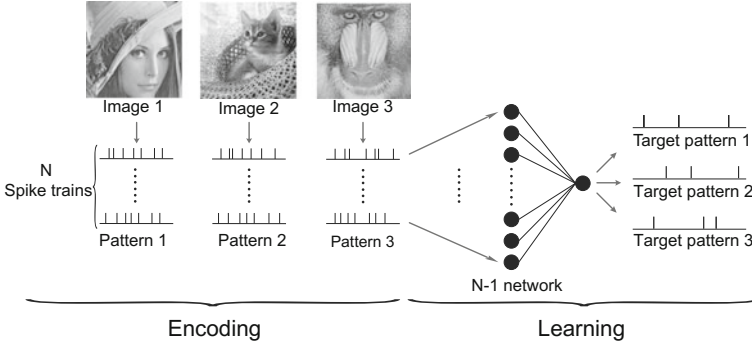 Image 1
Image 2
Image 3
N
Spike trains
Pattern 1
Pattern 2
Pattern 3
N-1 network
Target pattern 1
Target pattern 2
Target pattern 3
Encoding
Learning